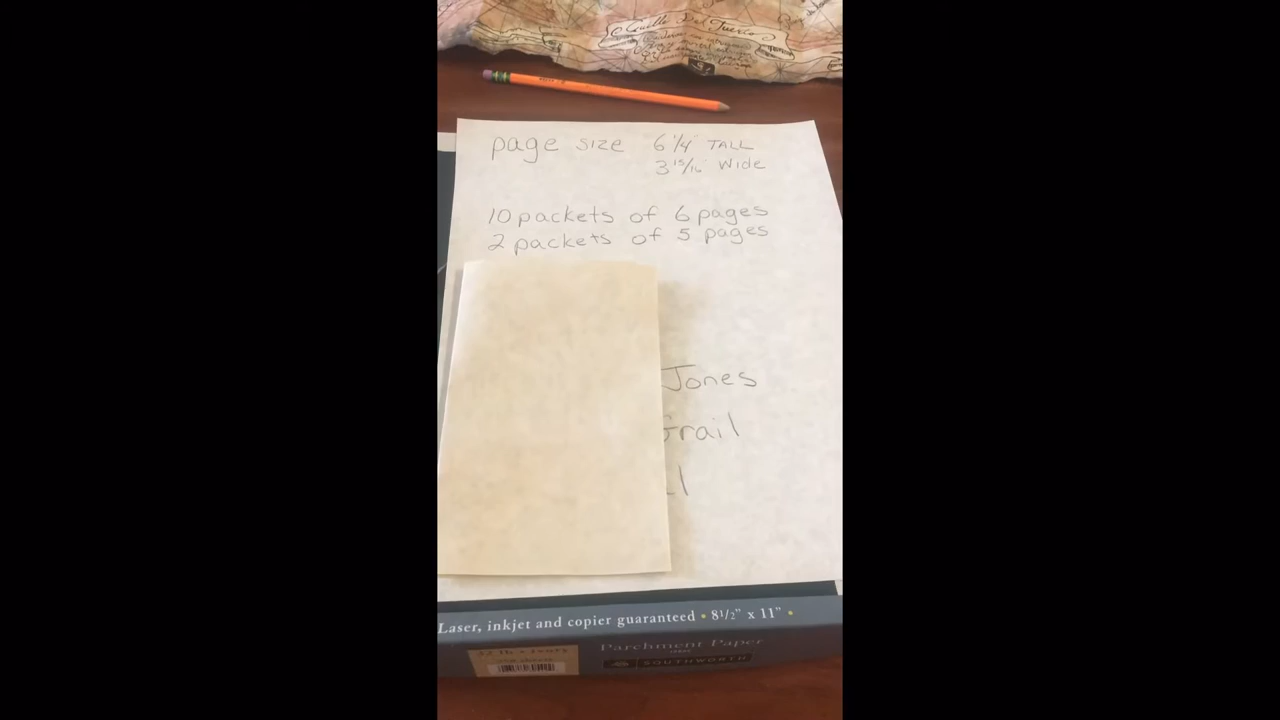 page size 6 1/4" TALL
3 15/16" Wide
10 packets of 6 pages
2 packets of 5 pages
Jones
Grail
Laser, inkjet and copier guaranteed • 8 1/2" x 11" •
Parchment Paper
SOUTHWORTH